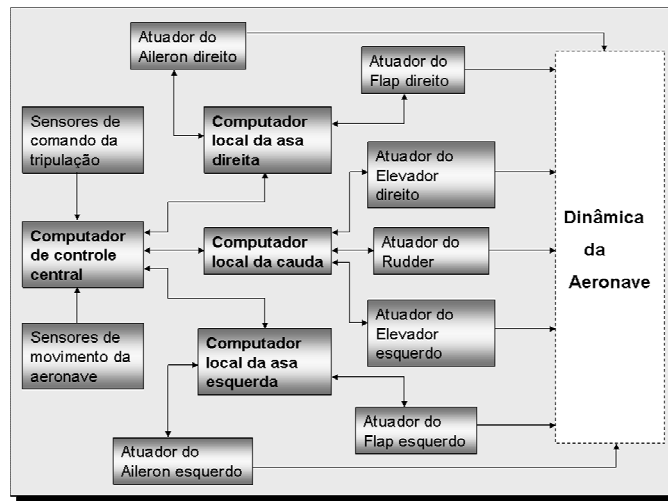 Atuador do
Aileron direito
Atuador do
Flap direito
Sensores de
comando da
tripulação
Computador
local da asa
direita
Atuador do
Elevador
direito
Computador
de controle
central
Computador
local da cauda
Atuador do
Rudder
Dinâmica
da
Aeronave
Sensores de
movimento da
aeronave
Computador
local da asa
esquerda
Atuador do
Elevador
esquerdo
Atuador do
Flap esquerdo
Atuador do
Aileron esquerdo